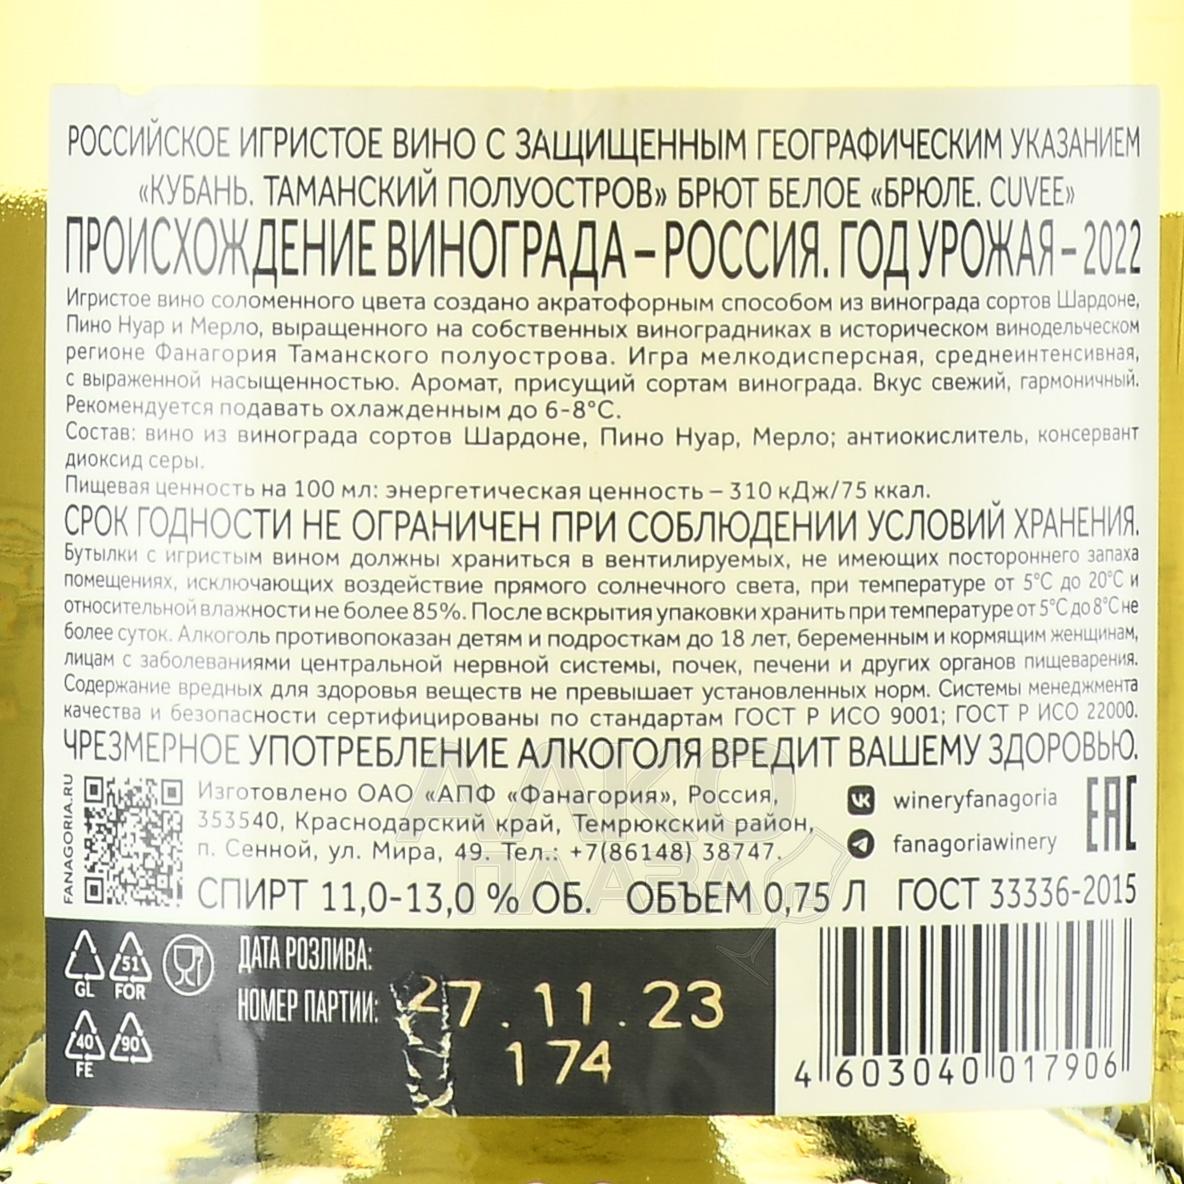 РОССИЙСКОЕ ИГРИСТОЕ ВИНО С ЗАЩИЩЕННЫМ ГЕОГРАФИЧЕСКИМ УКАЗАНИЕМ
«КУБАНЬ. ТАМАНСКИЙ ПОЛУОСТРОВ» БРЮТ БЕЛОЕ «БРЮЛЕ. CUVEE»
ПРОИСХОЖДЕНИЕ ВИНОГРАДА – РОССИЯ. ГОД УРОЖАЯ – 2022
Игристое вино соломенного цвета создано акратофорным способом из винограда сортов Шардоне,
Пино Нуар и Мерло, выращенного на собственных виноградниках в историческом винодельческом
регионе Фанагория Таманского полуострова. Игра мелкодисперсная, среднеинтенсивная,
с выраженной насыщенностью. Аромат, присущий сортам винограда. Вкус свежий, гармоничный.
Рекомендуется подавать охлажденным до 6-8°С.
Состав: вино из винограда сортов Шардоне, Пино Нуар, Мерло; антиокислитель, консервант
диоксид серы.
Пищевая ценность на 100 мл: энергетическая ценность – 310 кДж/75 ккал.
СРОК ГОДНОСТИ НЕ ОГРАНИЧЕН ПРИ СОБЛЮДЕНИИ УСЛОВИЙ ХРАНЕНИЯ.
Бутылки с игристым вином должны храниться в вентилируемых, не имеющих постороннего запаха
помещениях, исключающих воздействие прямого солнечного света, при температуре от 5°С до 20°С и
относительной влажности не более 85%. После вскрытия упаковки хранить при температуре от 5°С до 8°С не
более суток. Алкоголь противопоказан детям и подросткам до 18 лет, беременным и кормящим женщинам,
лицам с заболеваниями центральной нервной системы, почек, печени и других органов пищеварения.
Содержание вредных для здоровья веществ не превышает установленных норм. Системы менеджмента
качества и безопасности сертифицированы по стандартам ГОСТ Р ИСО 9001; ГОСТ Р ИСО 22000.
ЧРЕЗМЕРНОЕ УПОТРЕБЛЕНИЕ АЛКОГОЛЯ ВРЕДИТ ВАШЕМУ ЗДОРОВЬЮ.
FANAGORIA.RU
Изготовлено ОАО «АПФ «Фанагория», Россия,
353540, Краснодарский край, Темрюкский район,
п. Сенной, ул. Мира, 49. Тел.: +7(86148) 38747.
wineryfanagoria
fanagoriawinery
EAC
СПИРТ 11,0-13,0 % ОБ. ОБЪЕМ 0,75 Л ГОСТ 33336-2015
АЛКО
ПЛАЗА
GL
51
FOR
40
FE
90
ДАТА РОЗЛИВА:
НОМЕР ПАРТИИ:
27.11.23
174
4 603040 017906